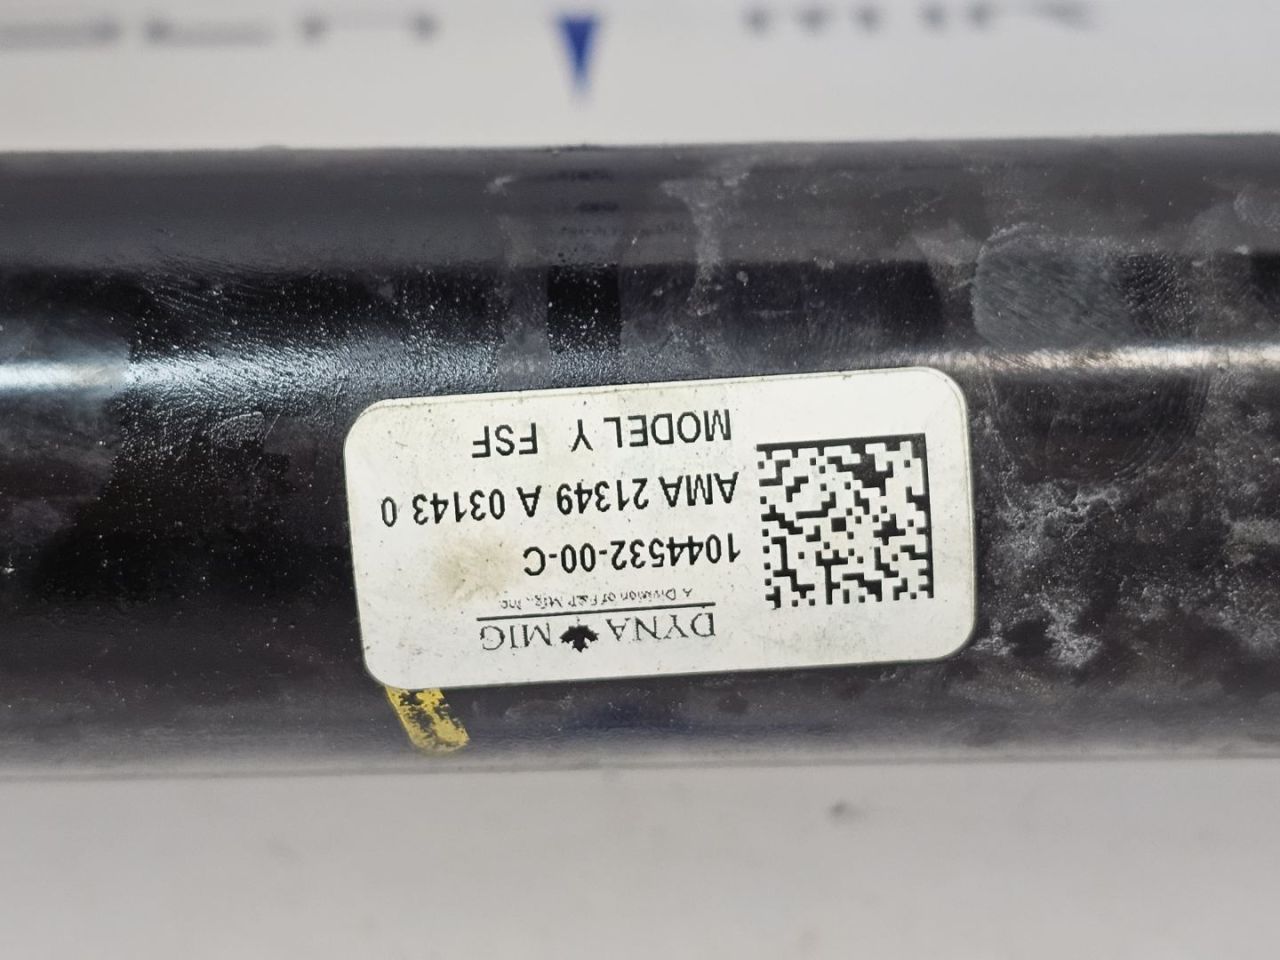 DYNA MIG
A Division of F&P Mfg., Inc.
1044532-00-C
AMA 21349 A 03143 0
MODEL Y FSF